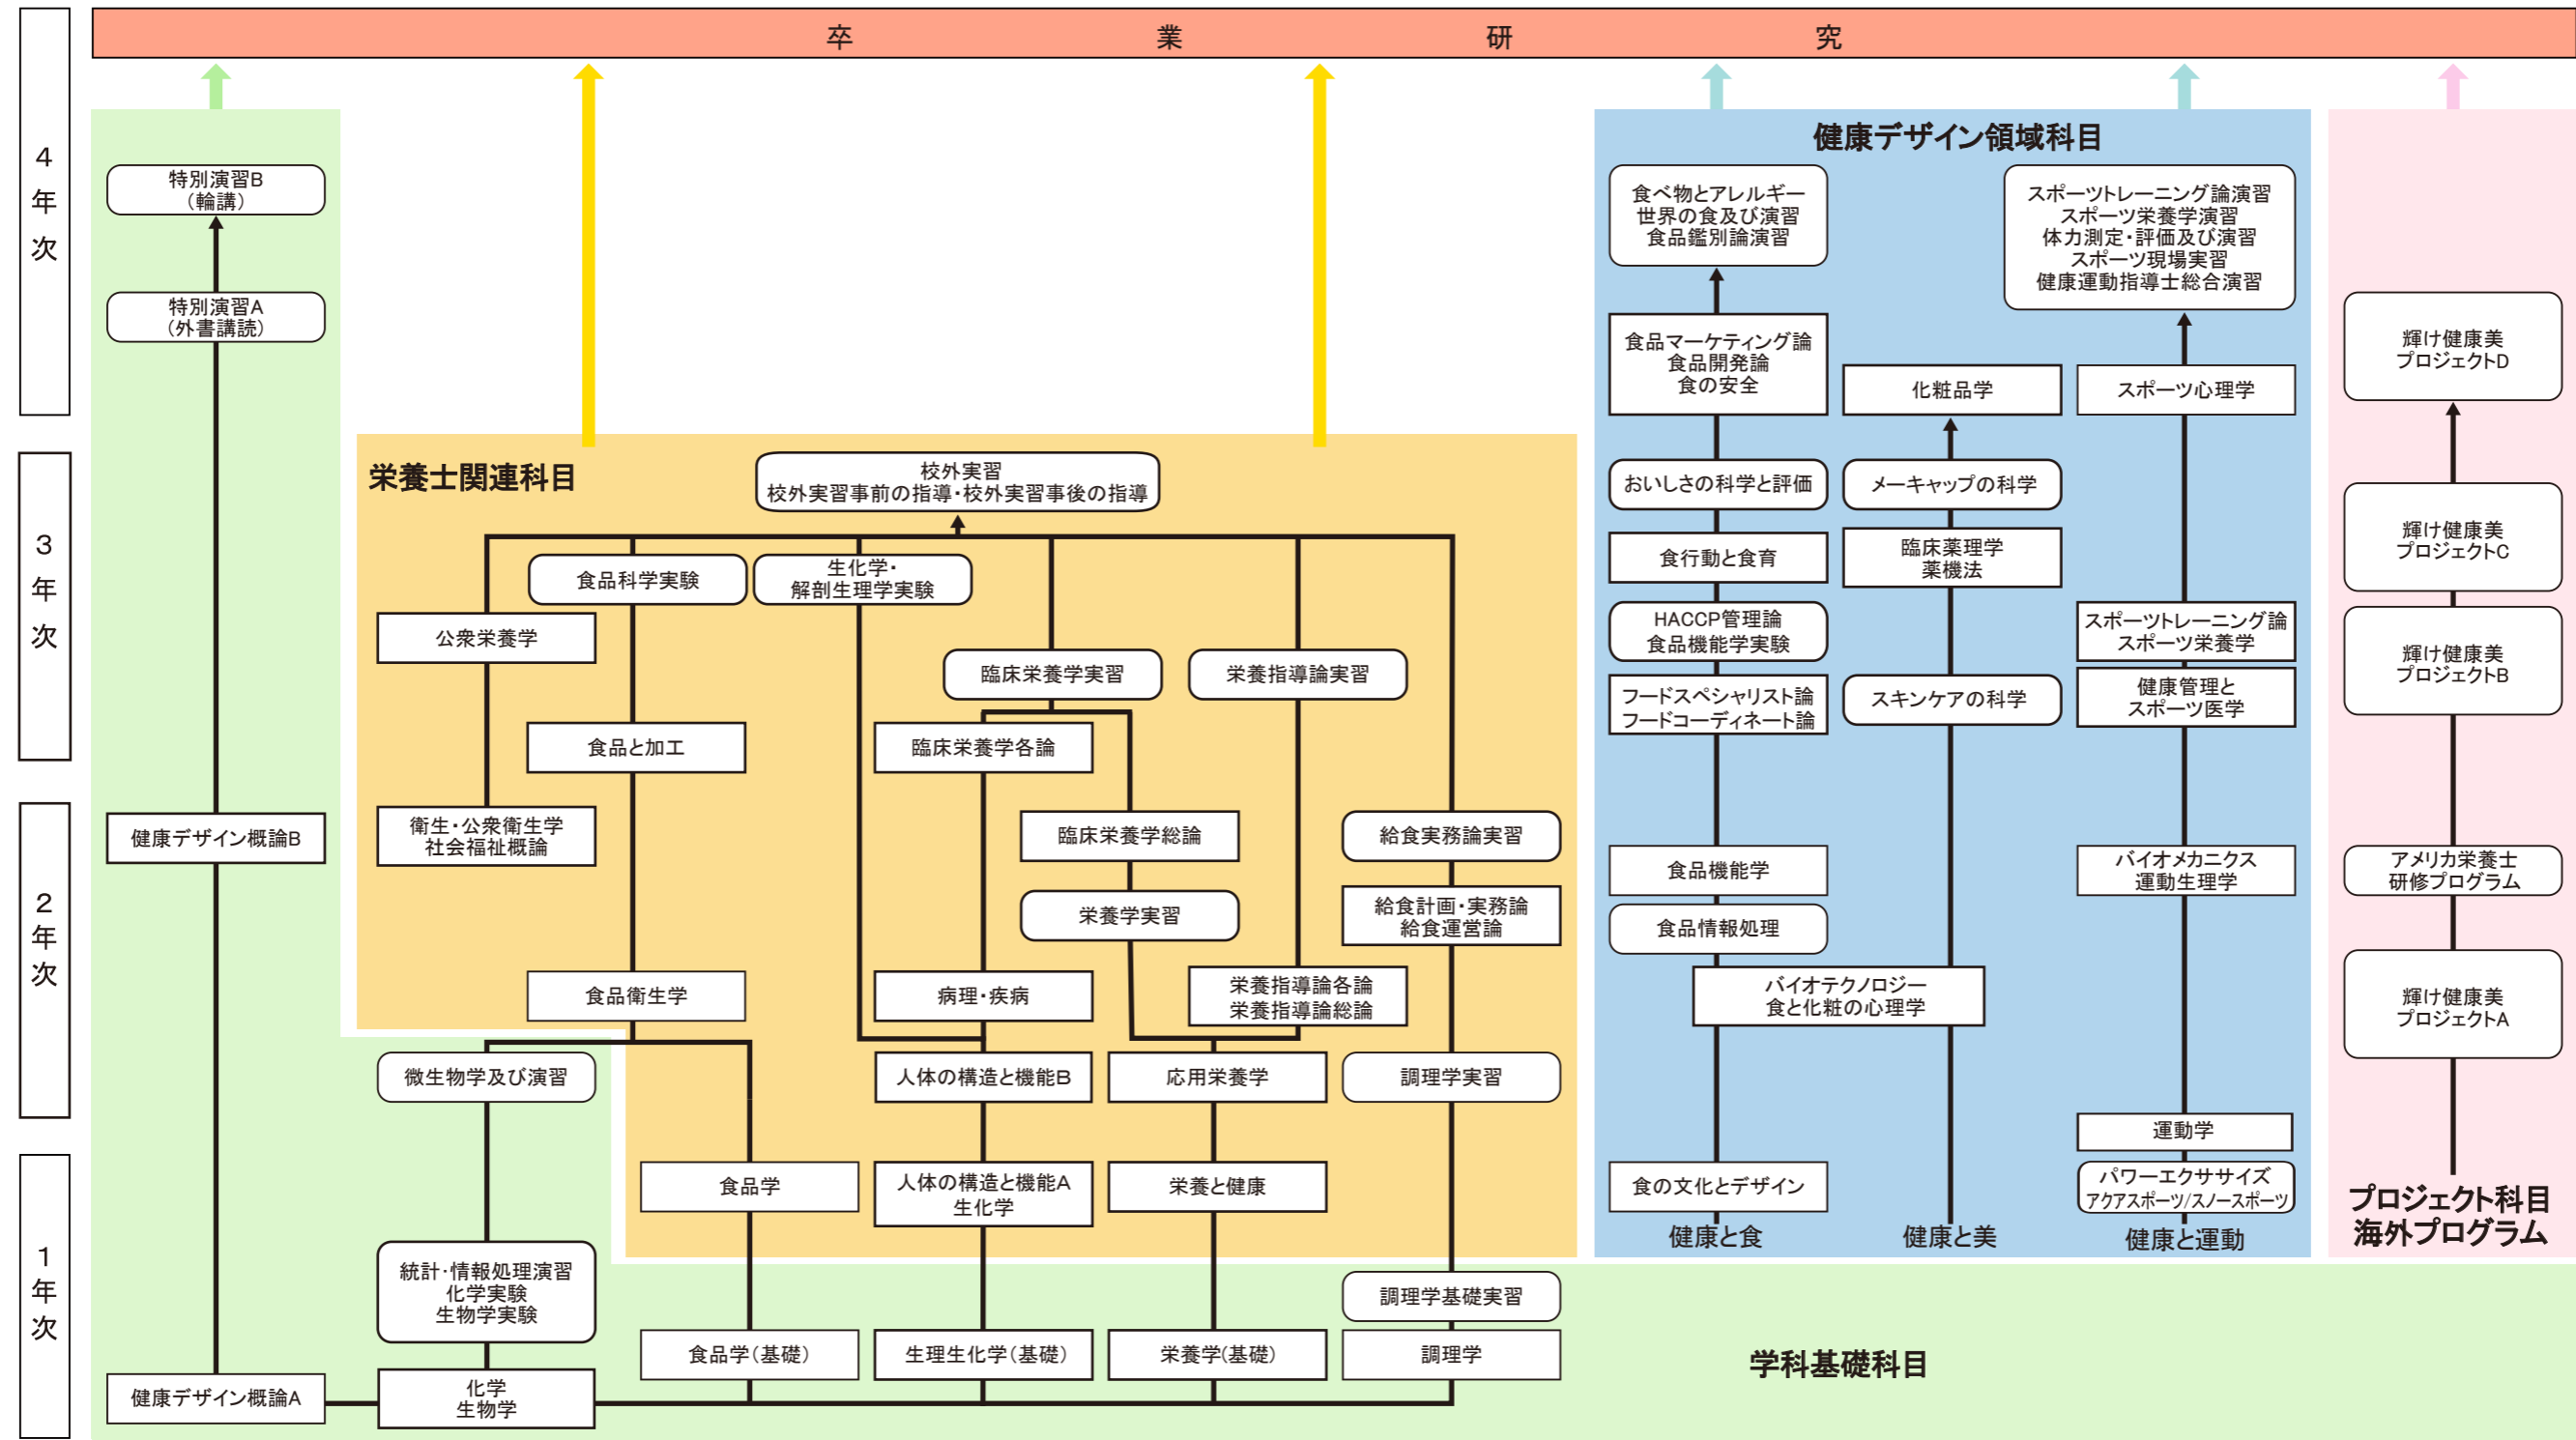 卒業研究
4年次
3年次
2年次
1年次
特別演習B
(輪講)
特別演習A
(外書講読)
健康デザイン概論B
健康デザイン概論A
栄養士関連科目
校外実習
校外実習事前の指導・校外実習事後の指導
食品科学実験
生化学・
解剖生理学実験
公衆栄養学
臨床栄養学実習
栄養指導論実習
食品と加工
臨床栄養学各論
衛生・公衆衛生学
社会福祉概論
臨床栄養学総論
給食実務論実習
栄養学実習
給食計画・実務論
給食運営論
食品衛生学
病理・疾病
栄養指導論各論
栄養指導論総論
微生物学及び演習
人体の構造と機能B
応用栄養学
調理学実習
食品学
人体の構造と機能A
生化学
栄養と健康
統計・情報処理演習
化学実験
生物学実験
調理学基礎実習
食品学(基礎)
生理生化学(基礎)
栄養学(基礎)
調理学
化学
生物学
学科基礎科目
健康デザイン領域科目
食べ物とアレルギー
世界の食及び演習
食品鑑別論演習
食品マーケティング論
食品開発論
食の安全
おいしさの科学と評価
食行動と食育
HACCP管理論
食品機能学実験
フードスペシャリスト論
フードコーディネート論
食品機能学
食品情報処理
バイオテクノロジー
食と化粧の心理学
食の文化とデザイン
健康と食
化粧品学
メーキャップの科学
臨床薬理学
薬機法
スキンケアの科学
健康と美
スポーツトレーニング論演習
スポーツ栄養学演習
体力測定・評価及び演習
スポーツ現場実習
健康運動指導士総合演習
スポーツ心理学
スポーツトレーニング論
スポーツ栄養学
健康管理と
スポーツ医学
バイオメカニクス
運動生理学
運動学
パワーエクササイズ
アクアスポーツ/スノースポーツ
健康と運動
輝け健康美
プロジェクトD
輝け健康美
プロジェクトC
輝け健康美
プロジェクトB
アメリカ栄養士
研修プログラム
輝け健康美
プロジェクトA
プロジェクト科目
海外プログラム